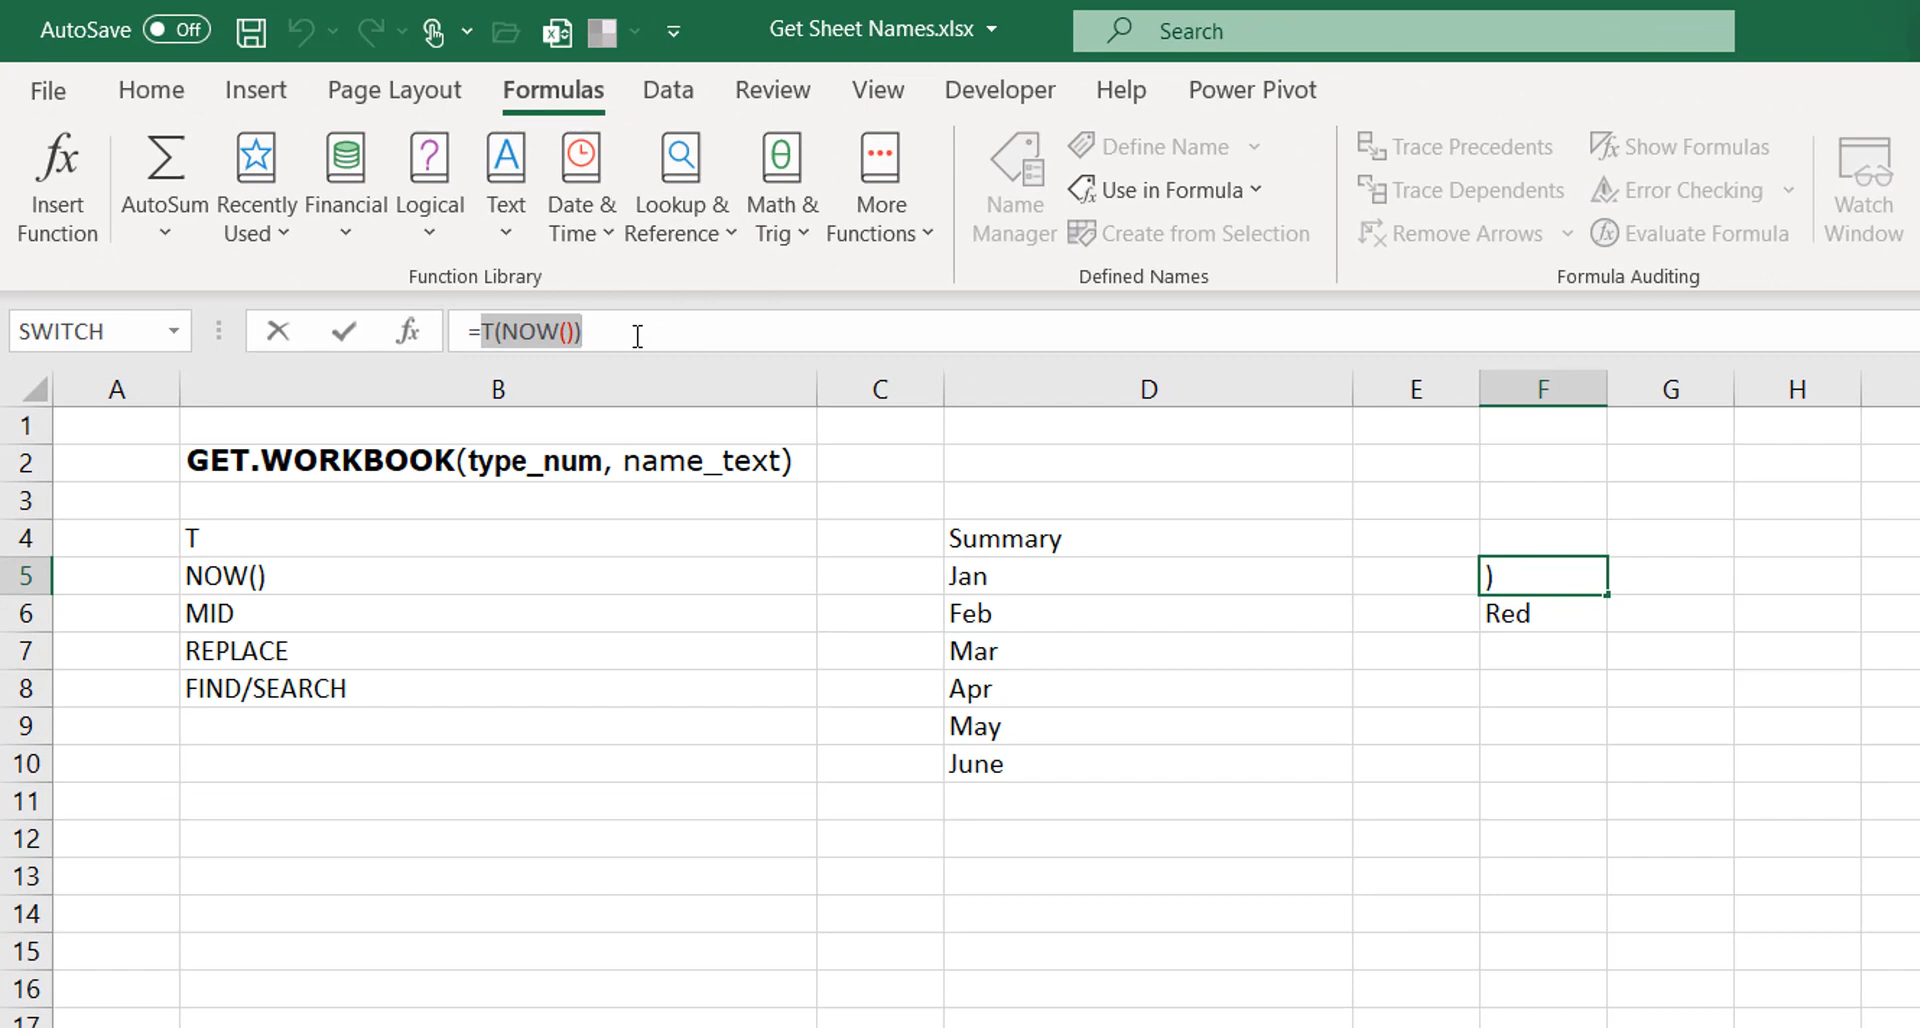 AutoSave Off Get Sheet Names.xlsx Search
File Home Insert Page Layout Formulas Data Review View Developer Help Power Pivot
fx Insert Function
AutoSum
Recently Used
Financial
Logical
Text
Date & Time
Lookup & Reference
Math & Trig
More Functions
Function Library
Name Manager
Define Name
Use in Formula
Create from Selection
Defined Names
Trace Precedents
Trace Dependents
Remove Arrows
Show Formulas
Error Checking
Evaluate Formula
Formula Auditing
Watch Window
SWITCH fx =T(NOW())
A B C D E F G H
1
2 GET.WORKBOOK(type_num, name_text)
3
4 T Summary
5 NOW() Jan )
6 MID Feb Red
7 REPLACE Mar
8 FIND/SEARCH Apr
9 May
10 June
11
12
13
14
15
16
17